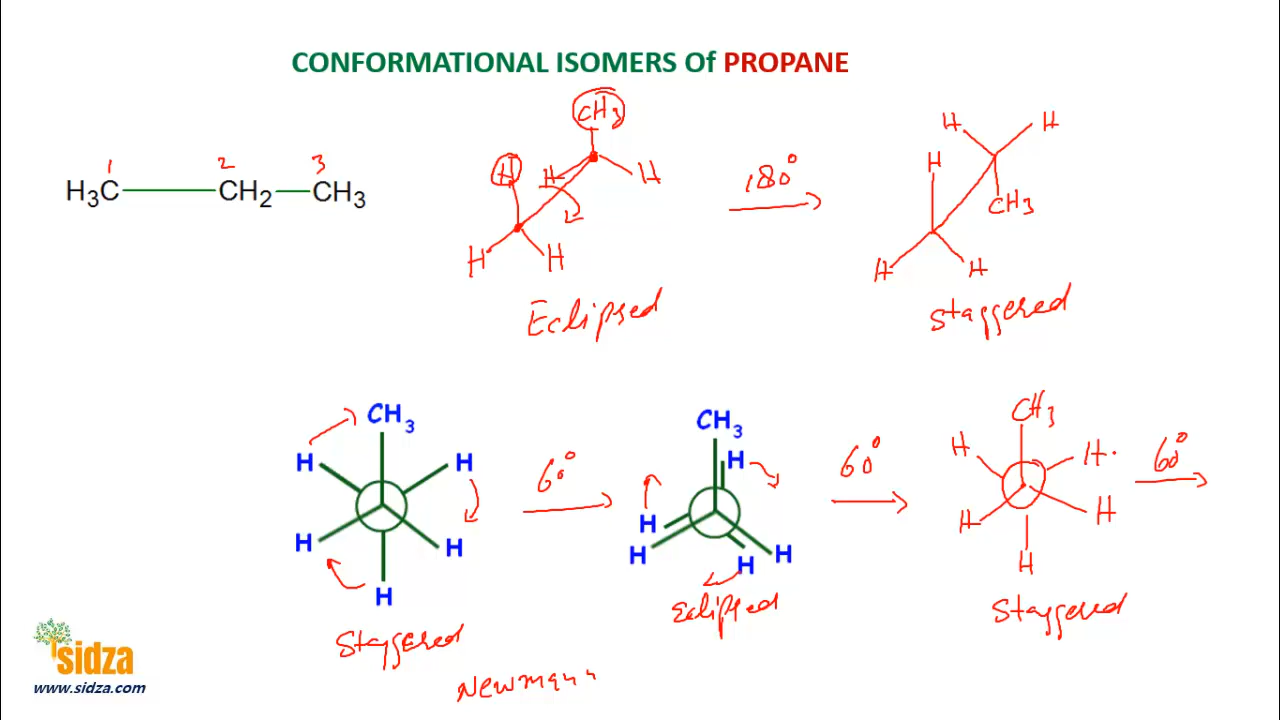 CONFORMATIONAL ISOMERS Of PROPANE
1 2 3
H₃C CH₂ CH₃
CH₃
H H H
H H
Eclipsed
180°
H H
H
CH₃
H H
Staggered
CH₃
H H
H H
H
Staggered
60°
CH₃
H
H
H H
H
Eclipsed
60°
CH₃
H H
H H
H
Staggered
60°
Newmann
sidza
www.sidza.com